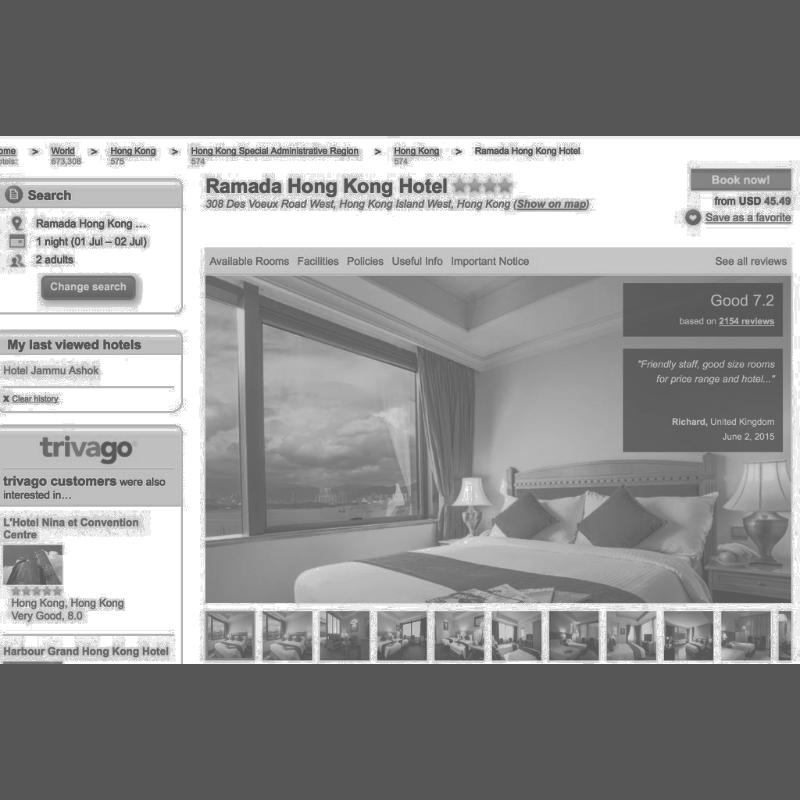 ome > World > Hong Kong > Hong Kong Special Administrative Region > Hong Kong > Ramada Hong Kong Hotel
otels: 673,308 575 574 574
Search
Ramada Hong Kong ...
1 night (01 Jul – 02 Jul)
2 adults
Change search
My last viewed hotels
Hotel Jammu Ashok
x Clear history
trivago
trivago customers were also
interested in...
L'Hotel Nina et Convention
Centre
Hong Kong, Hong Kong
Very Good, 8.0
Harbour Grand Hong Kong Hotel
Ramada Hong Kong Hotel
308 Des Voeux Road West, Hong Kong Island West, Hong Kong (Show on map)
Book now!
from USD 45.49
Save as a favorite
Available Rooms Facilities Policies Useful Info Important Notice See all reviews
Good 7.2
based on 2154 reviews
"Friendly staff, good size rooms
for price range and hotel..."
Richard, United Kingdom
June 2, 2015